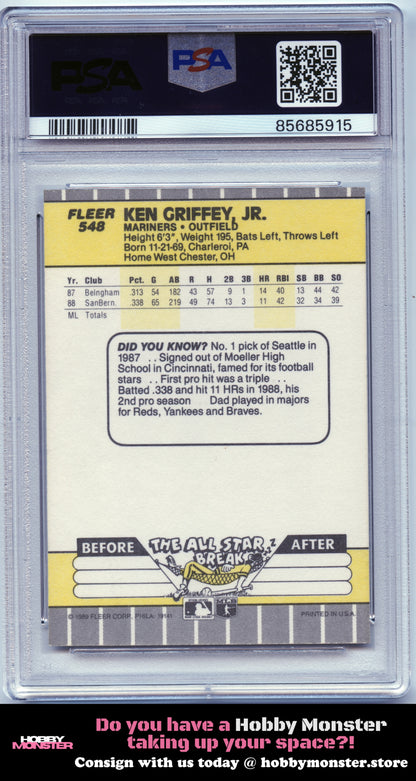 PSA
PSA
85685915
FLEER
548
KEN GRIFFEY, JR.
MARINERS • OUTFIELD
Height 6'3", Weight 195, Bats Left, Throws Left
Born 11-21-69, Charleroi, PA
Home West Chester, OH
Yr. Club Pct. G AB R H 2B 3B HR RBI SB BB SO
87 Belngham .313 54 182 43 57 9 1 14 40 13 44 42
88 SanBern. .338 65 219 49 74 13 3 11 42 32 34 39
ML Totals
DID YOU KNOW? No. 1 pick of Seattle in
1987 . . Signed out of Moeller High
School in Cincinnati, famed for its football
stars . . First pro hit was a triple . .
Batted .338 and hit 11 HRs in 1988, his
2nd pro season Dad played in majors
for Reds, Yankees and Braves.
BEFORE THE ALL STAR BREAK AFTER
© 1989 FLEER CORP. PHILA. 19141 PRINTED IN U.S.A.
HOBBY
MONSTER
Do you have a Hobby Monster
taking up your space?!
Consign with us today @ hobbymonster.store